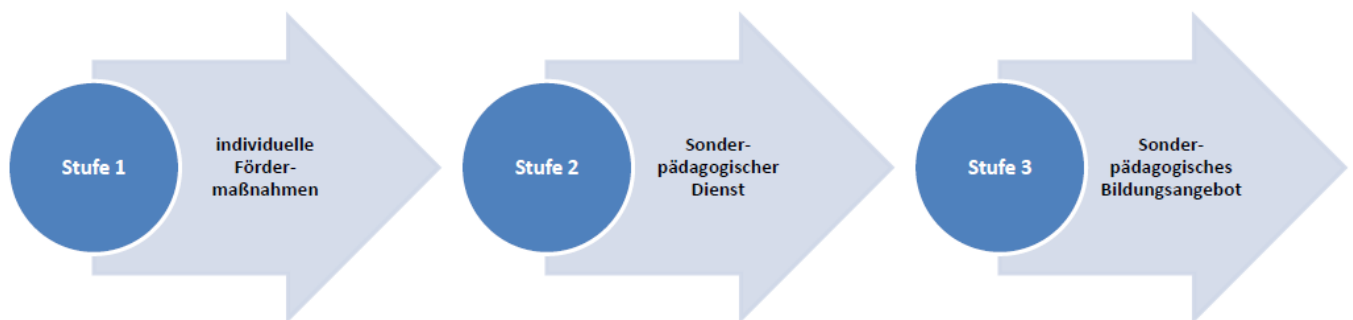 Stufe 1
individuelle
Förder-
maßnahmen
Stufe 2
Sonder-
pädagogischer
Dienst
Stufe 3
Sonder-
pädagogisches
Bildungsangebot